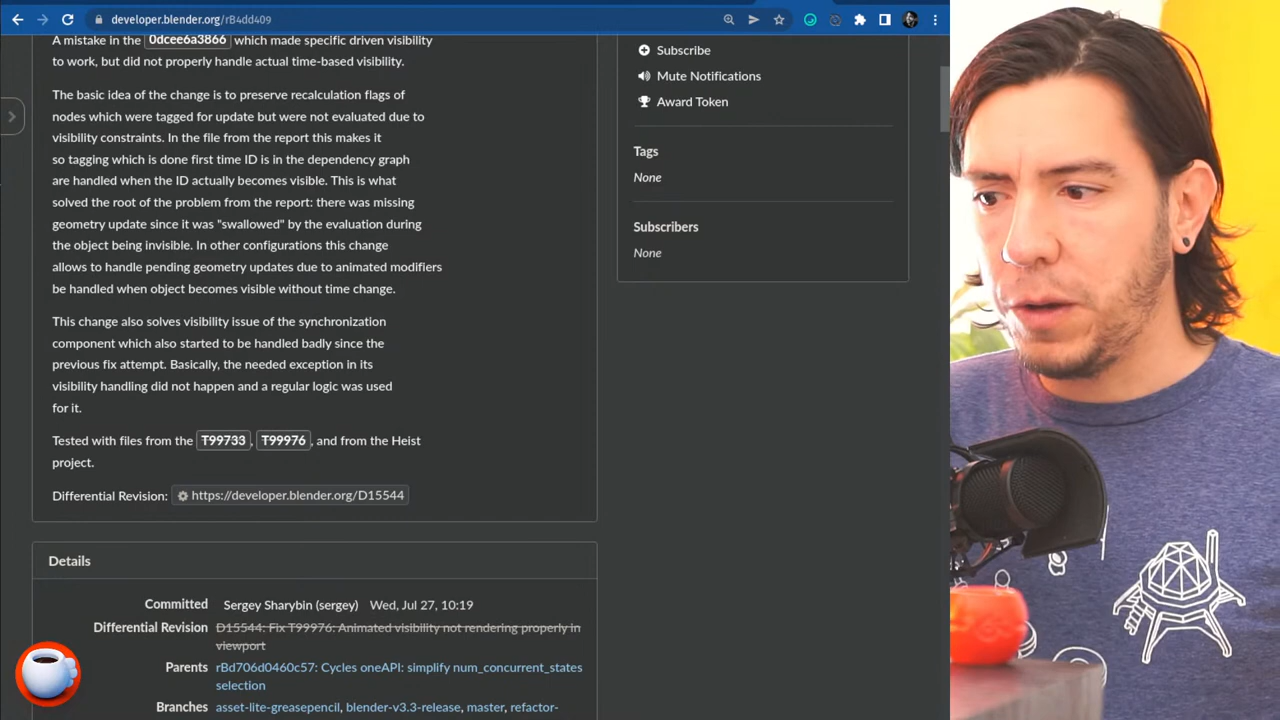 developer.blender.org/rB4dd409
A mistake in the 0dcee6a3866 which made specific driven visibility
to work, but did not properly handle actual time-based visibility.
The basic idea of the change is to preserve recalculation flags of
nodes which were tagged for update but were not evaluated due to
visibility constraints. In the file from the report this makes it
so tagging which is done first time ID is in the dependency graph
are handled when the ID actually becomes visible. This is what
solved the root of the problem from the report: there was missing
geometry update since it was "swallowed" by the evaluation during
the object being invisible. In other configurations this change
allows to handle pending geometry updates due to animated modifiers
be handled when object becomes visible without time change.
This change also solves visibility issue of the synchronization
component which also started to be handled badly since the
previous fix attempt. Basically, the needed exception in its
visibility handling did not happen and a regular logic was used
for it.
Tested with files from the T99733, T99976, and from the Heist
project.
Differential Revision: https://developer.blender.org/D15544
Details
Committed Sergey Sharybin (sergey) Wed, Jul 27, 10:19
Differential Revision D15544: Fix T99976: Animated visibility not rendering properly in
viewport
Parents rBd706d0460c57: Cycles oneAPI: simplify num_concurrent_states
selection
Branches asset-lite-greasepencil, blender-v3.3-release, master, refactor-
Subscribe
Mute Notifications
Award Token
Tags
None
Subscribers
None